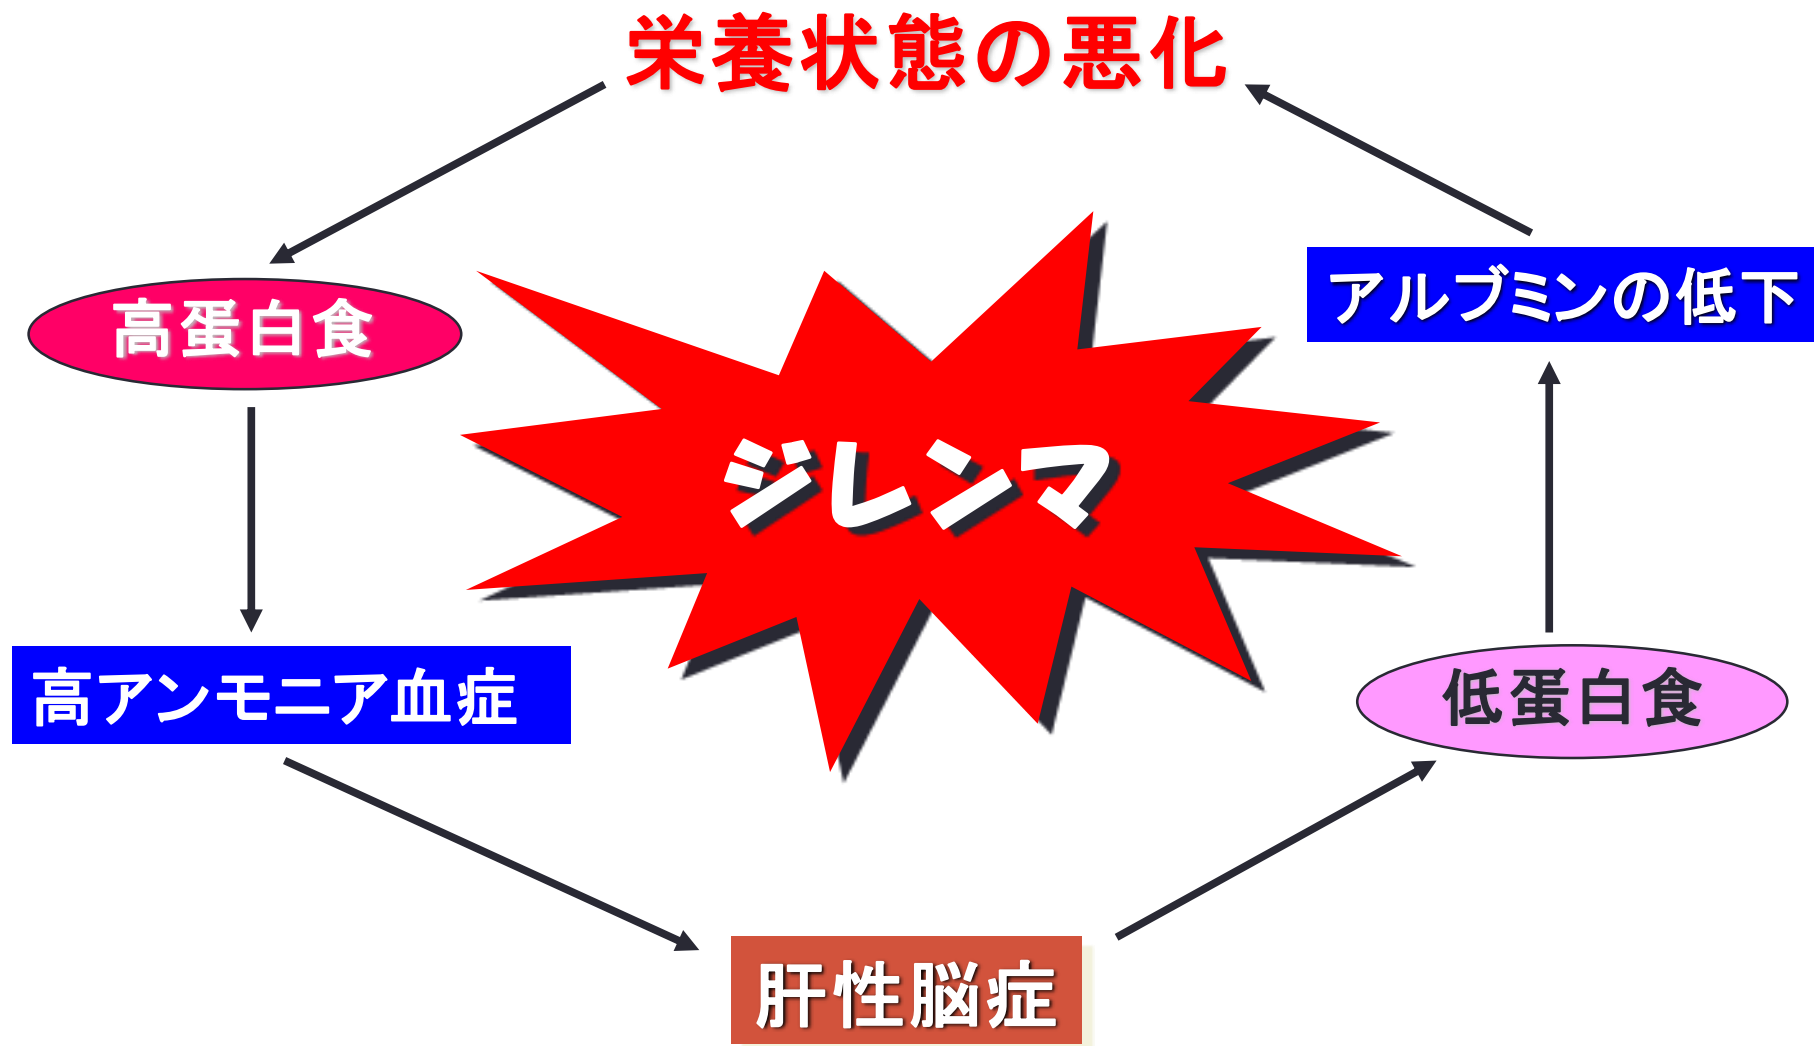 栄養状態の悪化
高蛋白食
アルブミンの低下
ジレンマ
高アンモニア血症
低蛋白食
肝性脳症